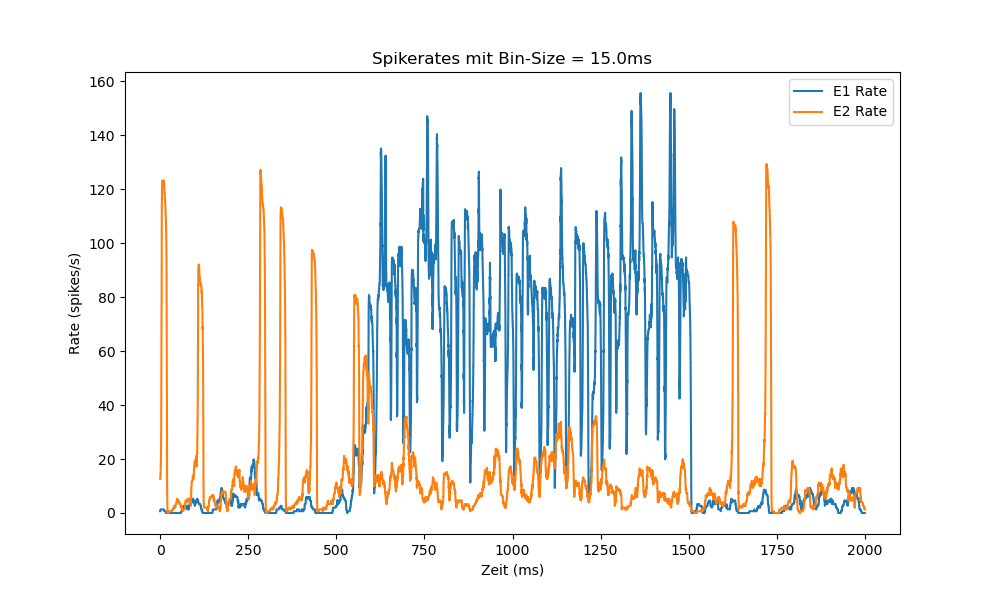 Spikerates mit Bin-Size = 15.0ms
E1 Rate
E2 Rate
Rate (spikes/s)
160
140
120
100
80
60
40
20
0
0 250 500 750 1000 1250 1500 1750 2000
Zeit (ms)